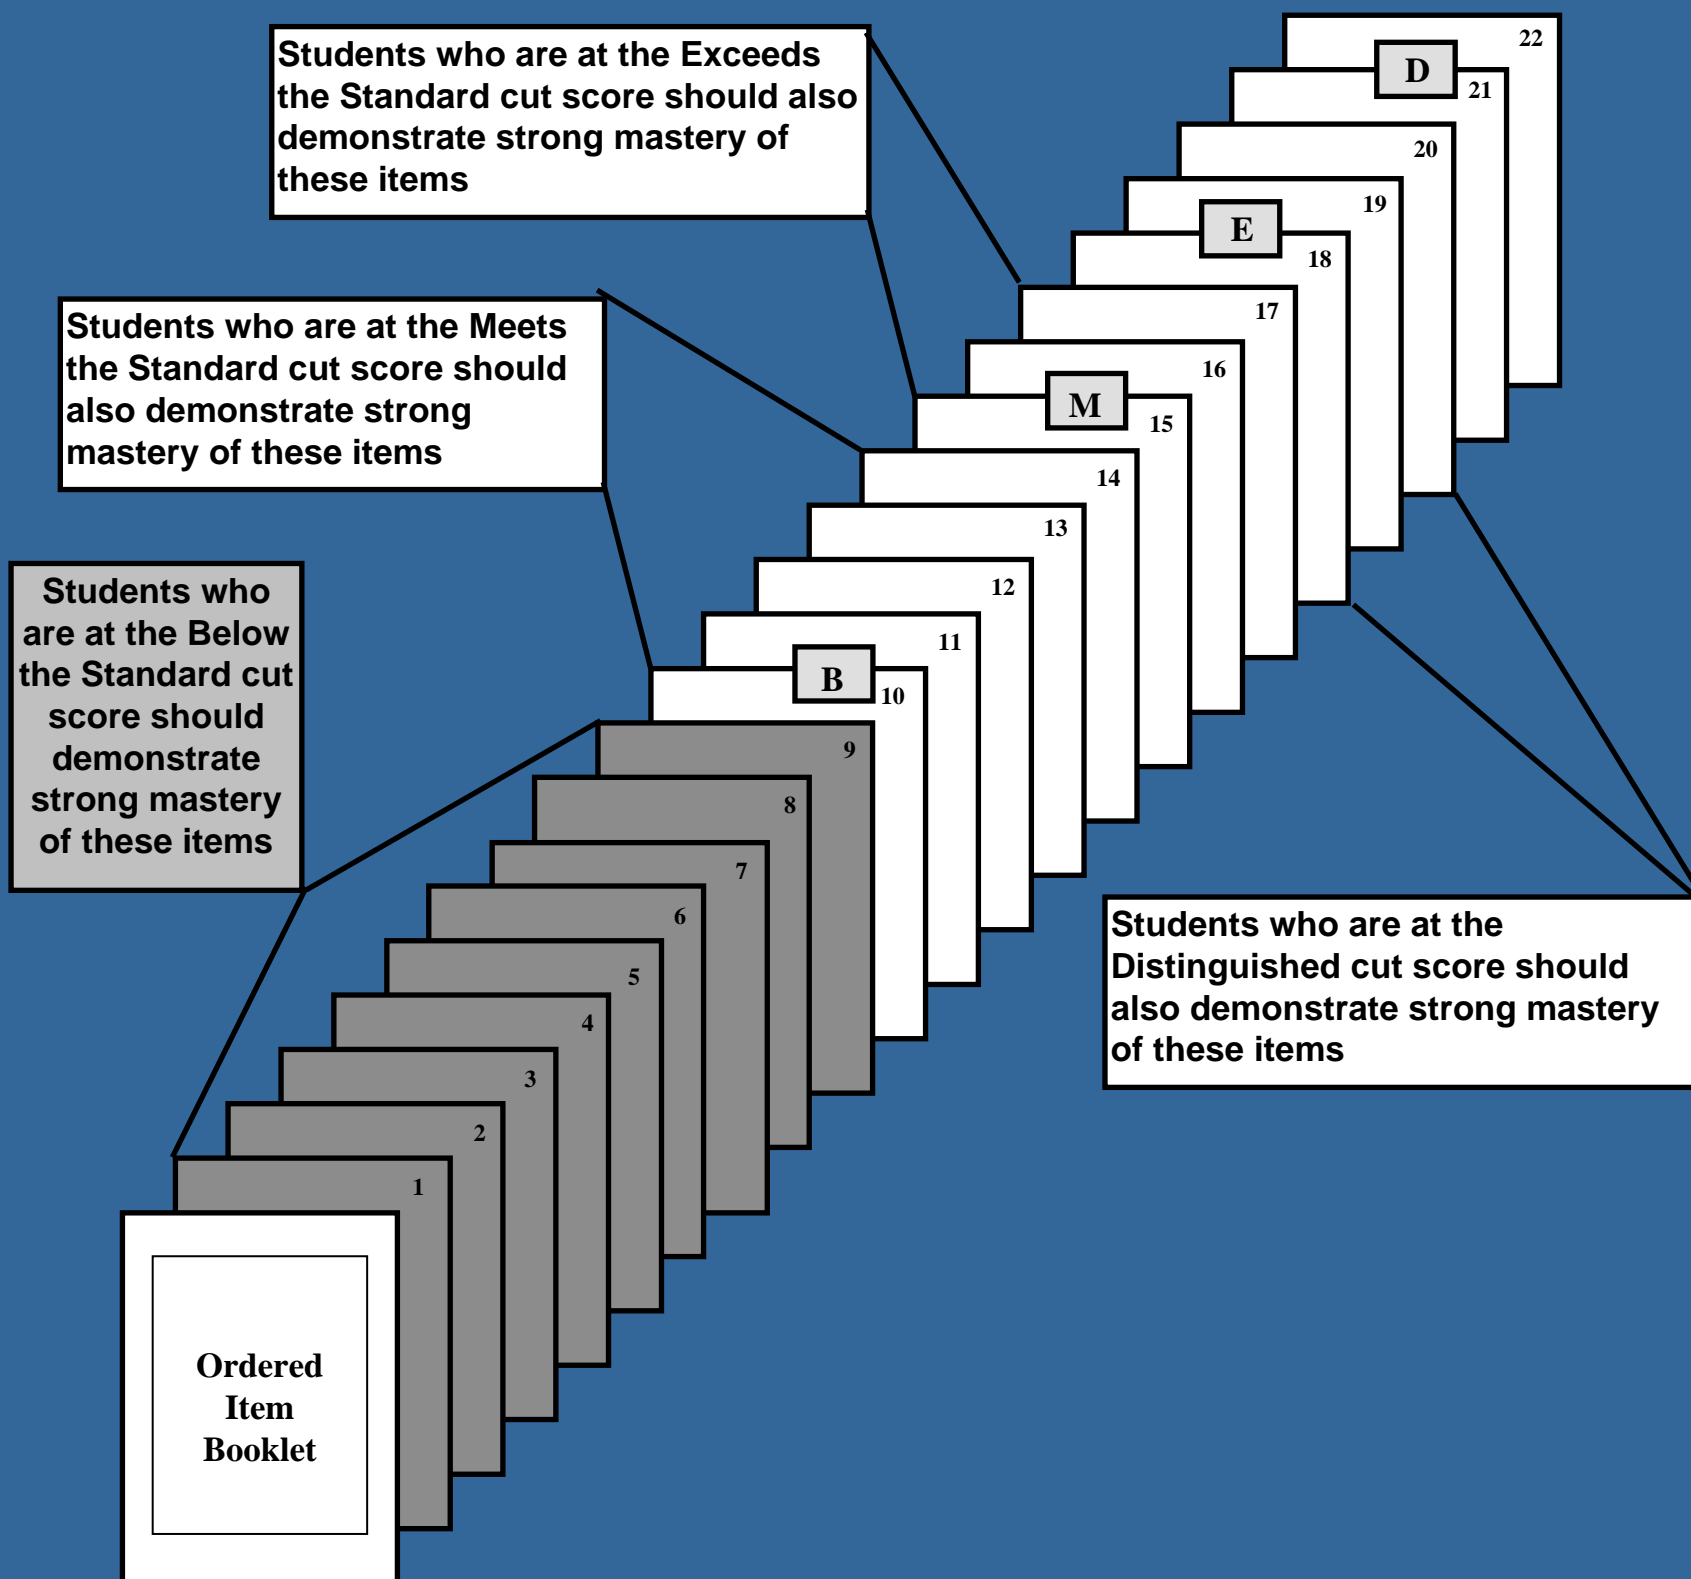 Students who are at the Exceeds
the Standard cut score should also
demonstrate strong mastery of
these items
Students who are at the Meets
the Standard cut score should
also demonstrate strong
mastery of these items
Students who
are at the Below
the Standard cut
score should
demonstrate
strong mastery
of these items
Students who are at the
Distinguished cut score should
also demonstrate strong mastery
of these items
22
D
21
20
19
E
18
17
16
M
15
14
13
12
11
B
10
9
8
7
6
5
4
3
2
1
Ordered
Item
Booklet